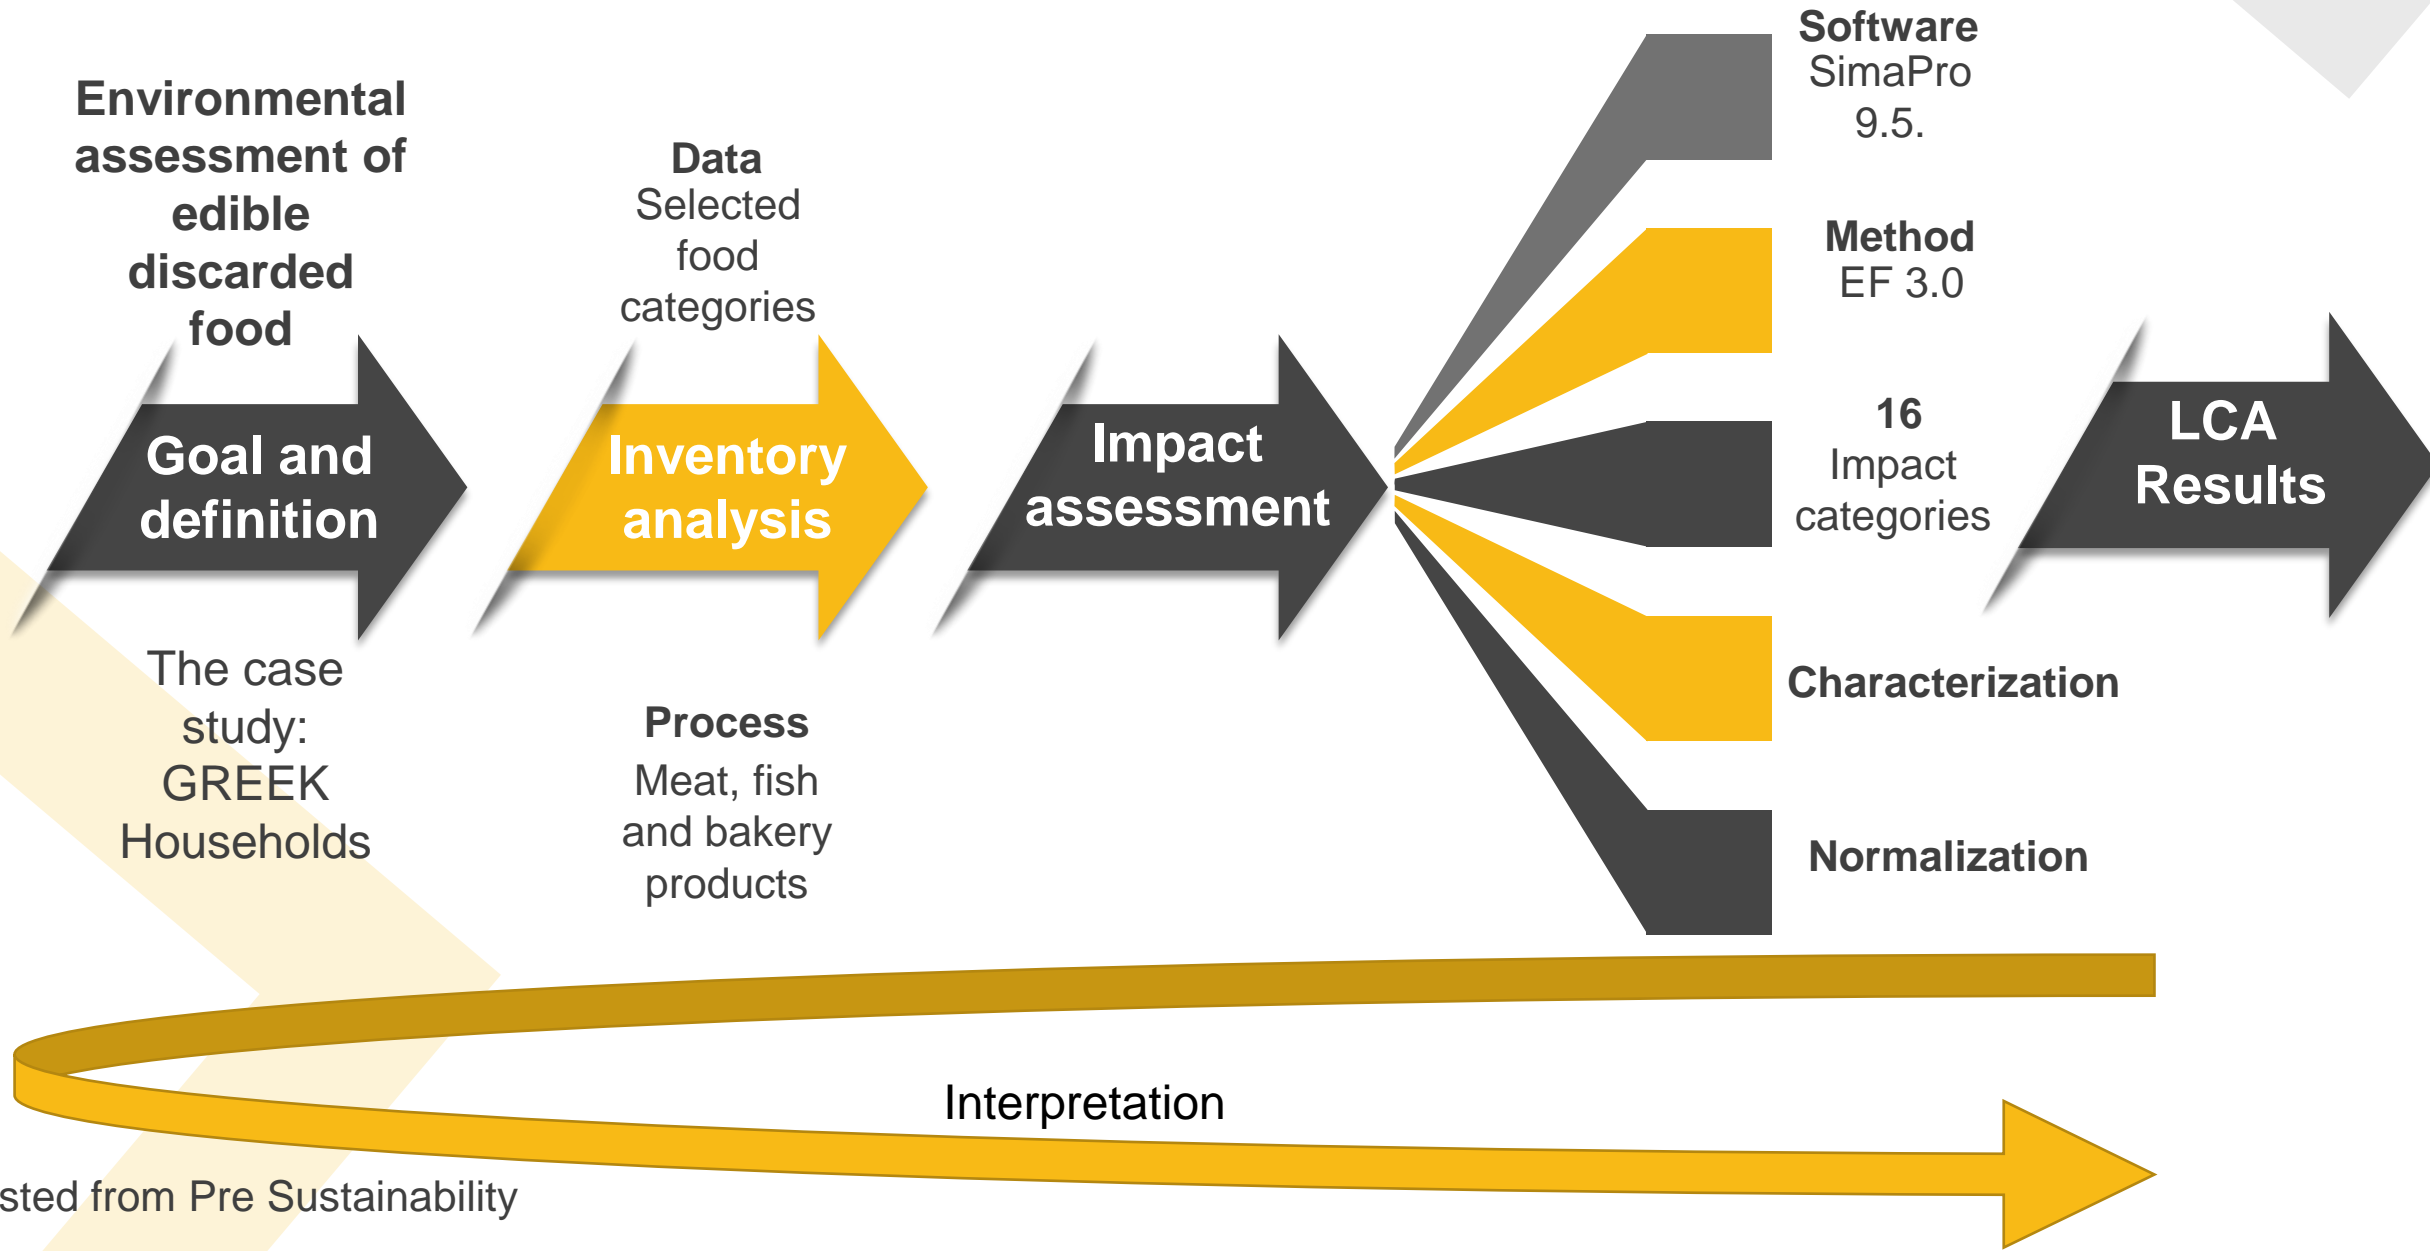 Environmental
assessment of
edible
discarded
food
Goal and
definition
The case
study:
GREEK
Households
Data
Selected
food
categories
Inventory
analysis
Process
Meat, fish
and bakery
products
Impact
assessment
Software
SimaPro
9.5.
Method
EF 3.0
16
Impact
categories
Characterization
Normalization
LCA
Results
Interpretation
from Pre Sustainability